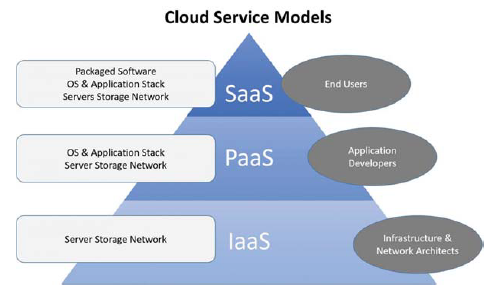 Cloud Service Models
Packaged Software
OS & Application Stack
Servers Storage Network
SaaS
End Users
OS & Application Stack
Server Storage Network
PaaS
Application
Developers
Server Storage Network
IaaS
Infrastructure &
Network Architects